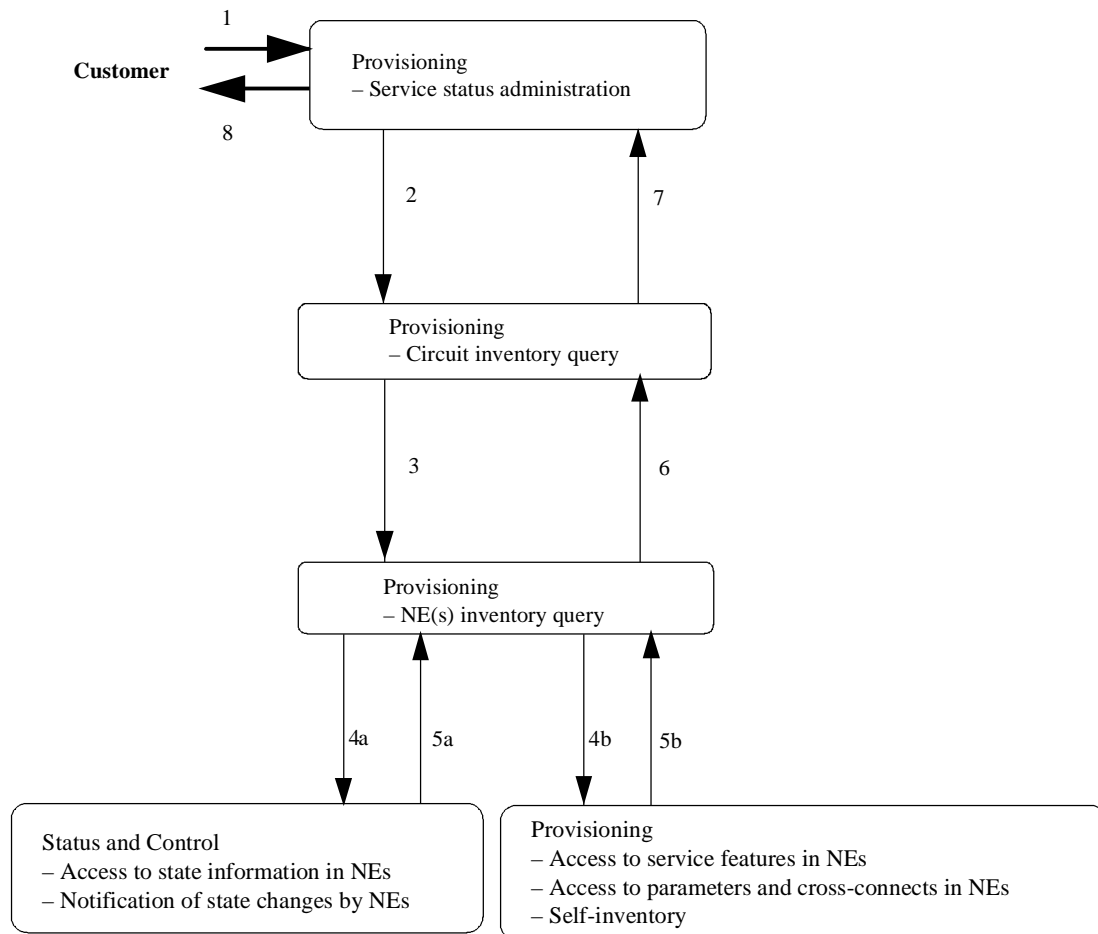 1
Customer
8
Provisioning
– Service status administration
2
7
Provisioning
– Circuit inventory query
3
6
Provisioning
– NE(s) inventory query
4a
5a
4b
5b
Status and Control
– Access to state information in NEs
– Notification of state changes by NEs
Provisioning
– Access to service features in NEs
– Access to parameters and cross-connects in NEs
– Self-inventory